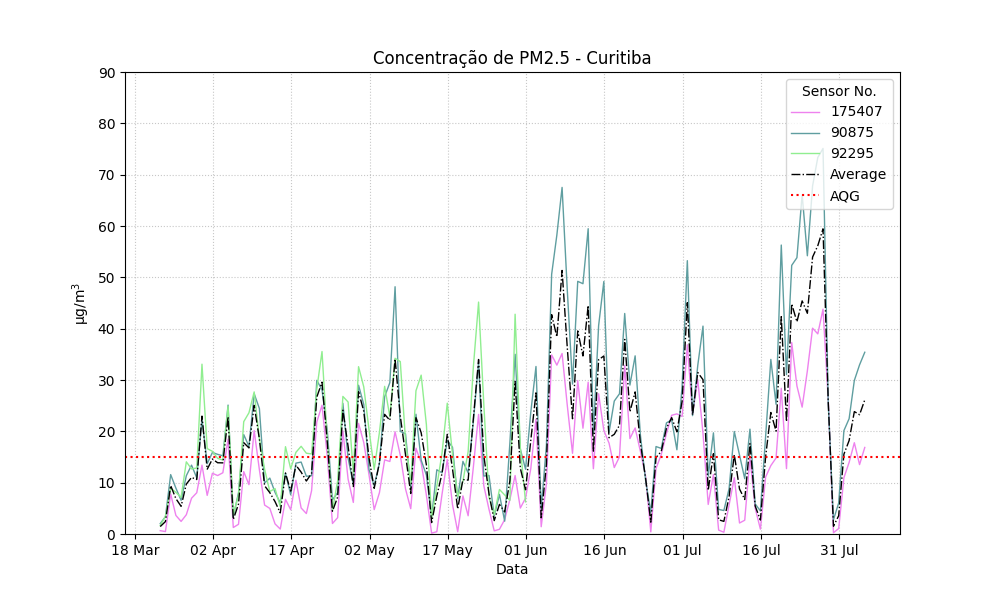 Concentração de PM2.5 - Curitiba
90
80
70
60
50
40
30
20
10
0
µg/m³
Sensor No.
175407
90875
92295
Average
AQG
18 Mar
02 Apr
17 Apr
02 May
17 May
01 Jun
16 Jun
01 Jul
16 Jul
31 Jul
Data